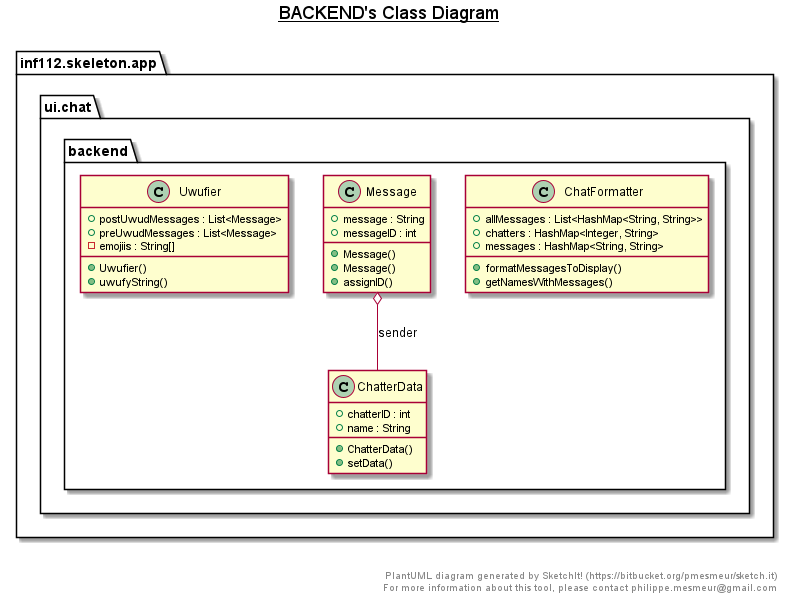 BACKEND's Class Diagram
inf112.skeleton.app
ui.chat
backend
C Uwufier
postUwudMessages : List<Message>
preUwudMessages : List<Message>
emojiis : String[]
Uwufier()
uwufyString()
C Message
message : String
messageID : int
Message()
Message()
assignID()
C ChatFormatter
allMessages : List<HashMap<String, String>>
chatters : HashMap<Integer, String>
messages : HashMap<String, String>
formatMessagesToDisplay()
getNamesWithMessages()
sender
C ChatterData
chatterID : int
name : String
ChatterData()
setData()
PlantUML diagram generated by SketchIt! (https://bitbucket.org/pmesmeur/sketch.it)
For more information about this tool, please contact philippe.mesmeur@gmail.com